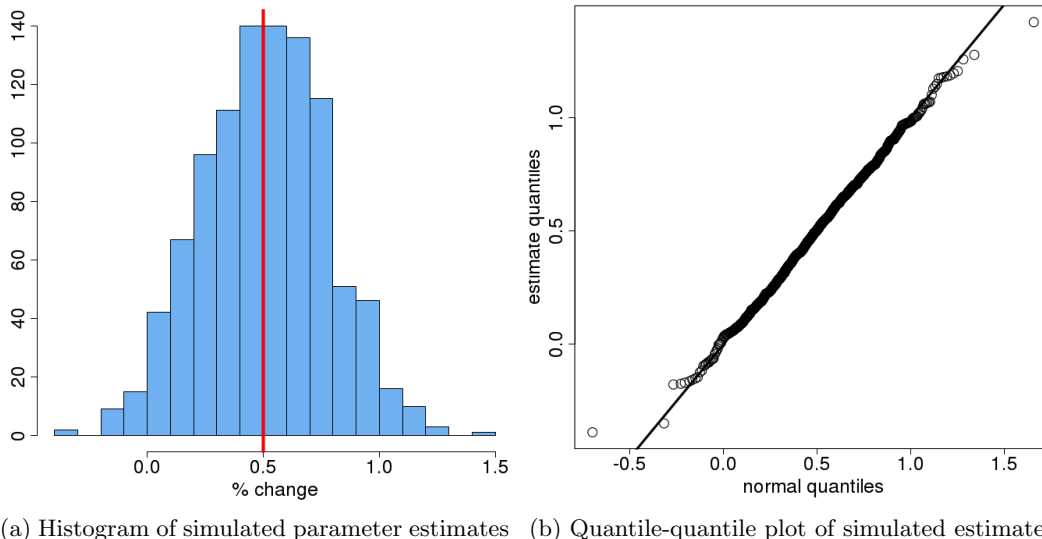 140
120
100
80
60
40
20
0
0.0 0.5 1.0 1.5
% change
(a) Histogram of simulated parameter estimates
estimate quantiles
1.0
0.5
0.0
-0.5 0.0 0.5 1.0 1.5
normal quantiles
(b) Quantile-quantile plot of simulated estimate